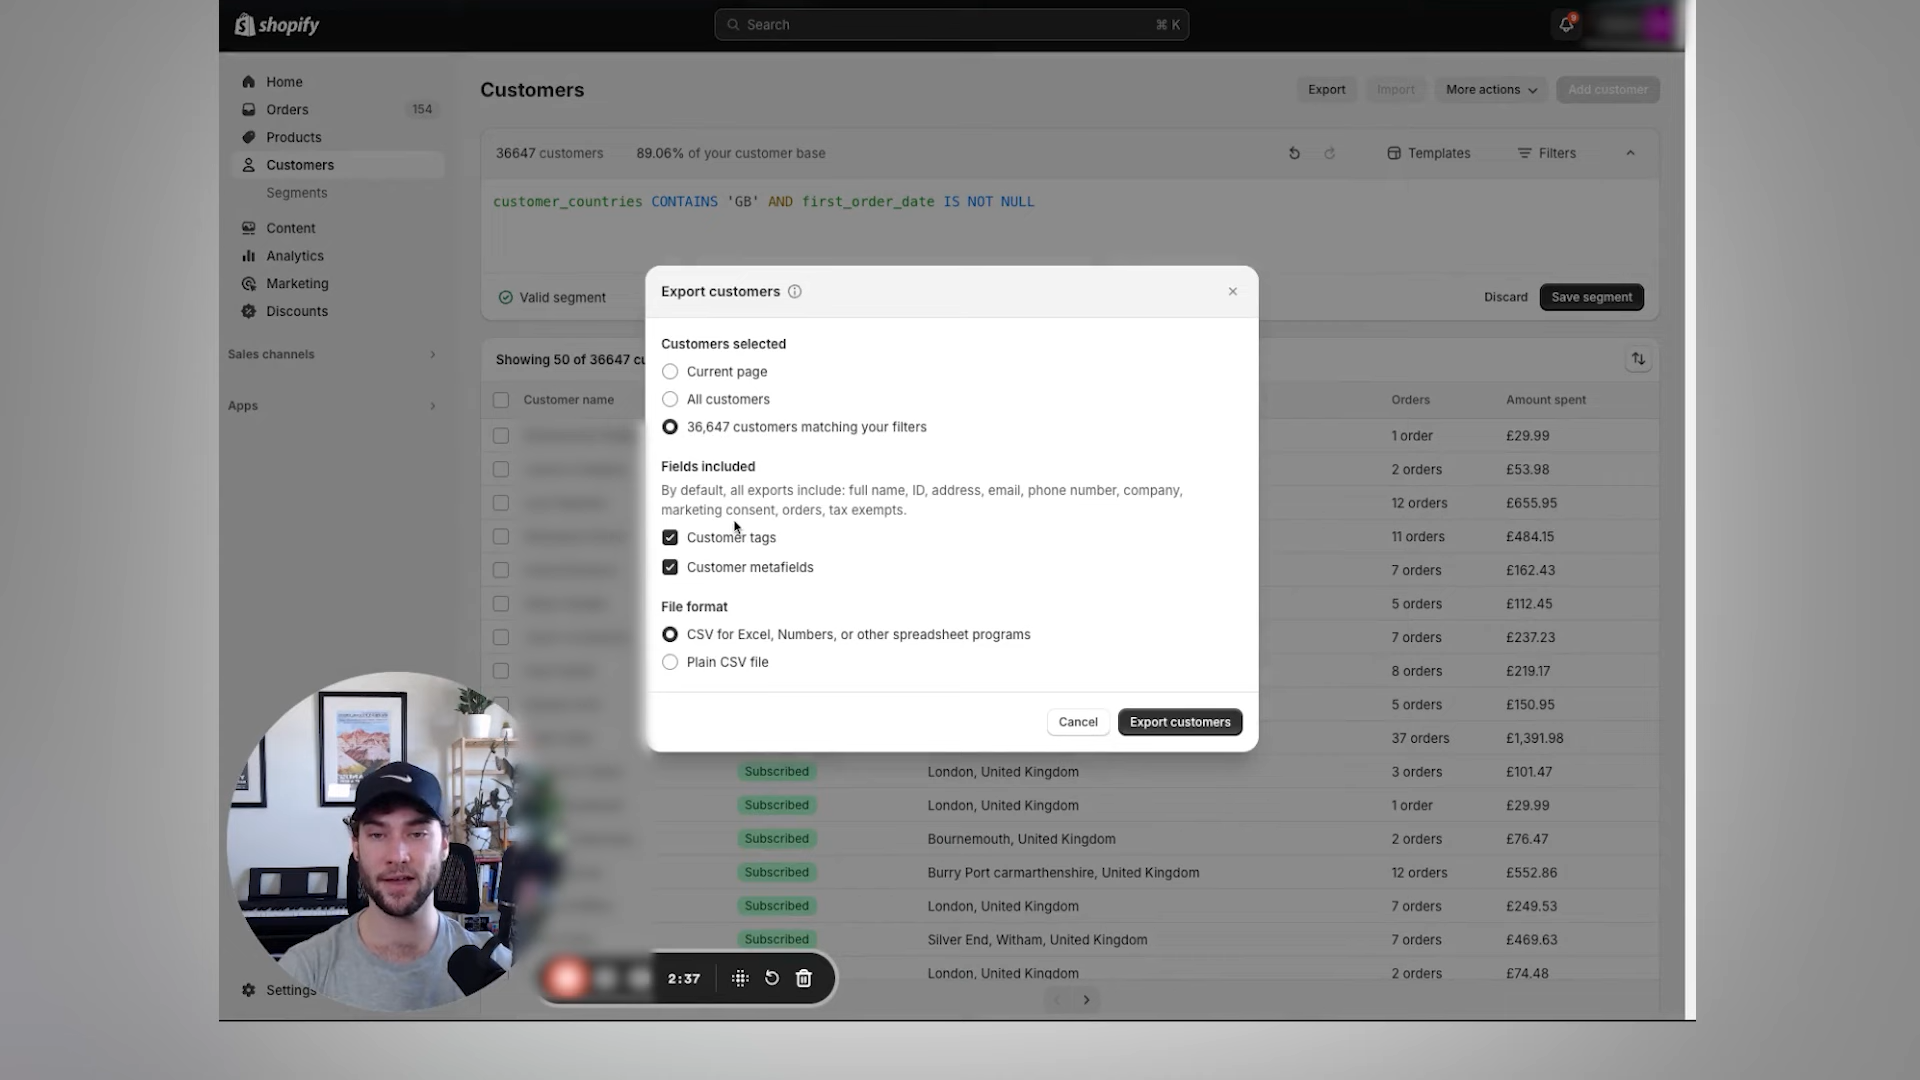 shopify
Search
⌘ K
9
Home
Orders
154
Products
Customers
Segments
Content
Analytics
Marketing
Discounts
Sales channels
Apps
Settings
Customers
Export
Import
More actions
Add customer
36647 customers
89.06% of your customer base
Templates
Filters
customer_countries CONTAINS 'GB' AND first_order_date IS NOT NULL
Valid segment
Discard
Save segment
Showing 50 of 36647 cu
Customer name
Orders
Amount spent
1 order £29.99
2 orders £53.98
12 orders £655.95
11 orders £484.15
7 orders £162.43
5 orders £112.45
7 orders £237.23
8 orders £219.17
5 orders £150.95
37 orders £1,391.98
Export customers
Customers selected
Current page
All customers
36,647 customers matching your filters
Fields included
By default, all exports include: full name, ID, address, email, phone number, company,
marketing consent, orders, tax exempts.
Customer tags
Customer metafields
File format
CSV for Excel, Numbers, or other spreadsheet programs
Plain CSV file
Cancel
Export customers
Subscribed London, United Kingdom 3 orders £101.47
Subscribed London, United Kingdom 1 order £29.99
Subscribed Bournemouth, United Kingdom 2 orders £76.47
Subscribed Burry Port carmarthenshire, United Kingdom 12 orders £552.86
Subscribed London, United Kingdom 7 orders £249.53
Subscribed Silver End, Witham, United Kingdom 7 orders £469.63
London, United Kingdom 2 orders £74.48
2:37